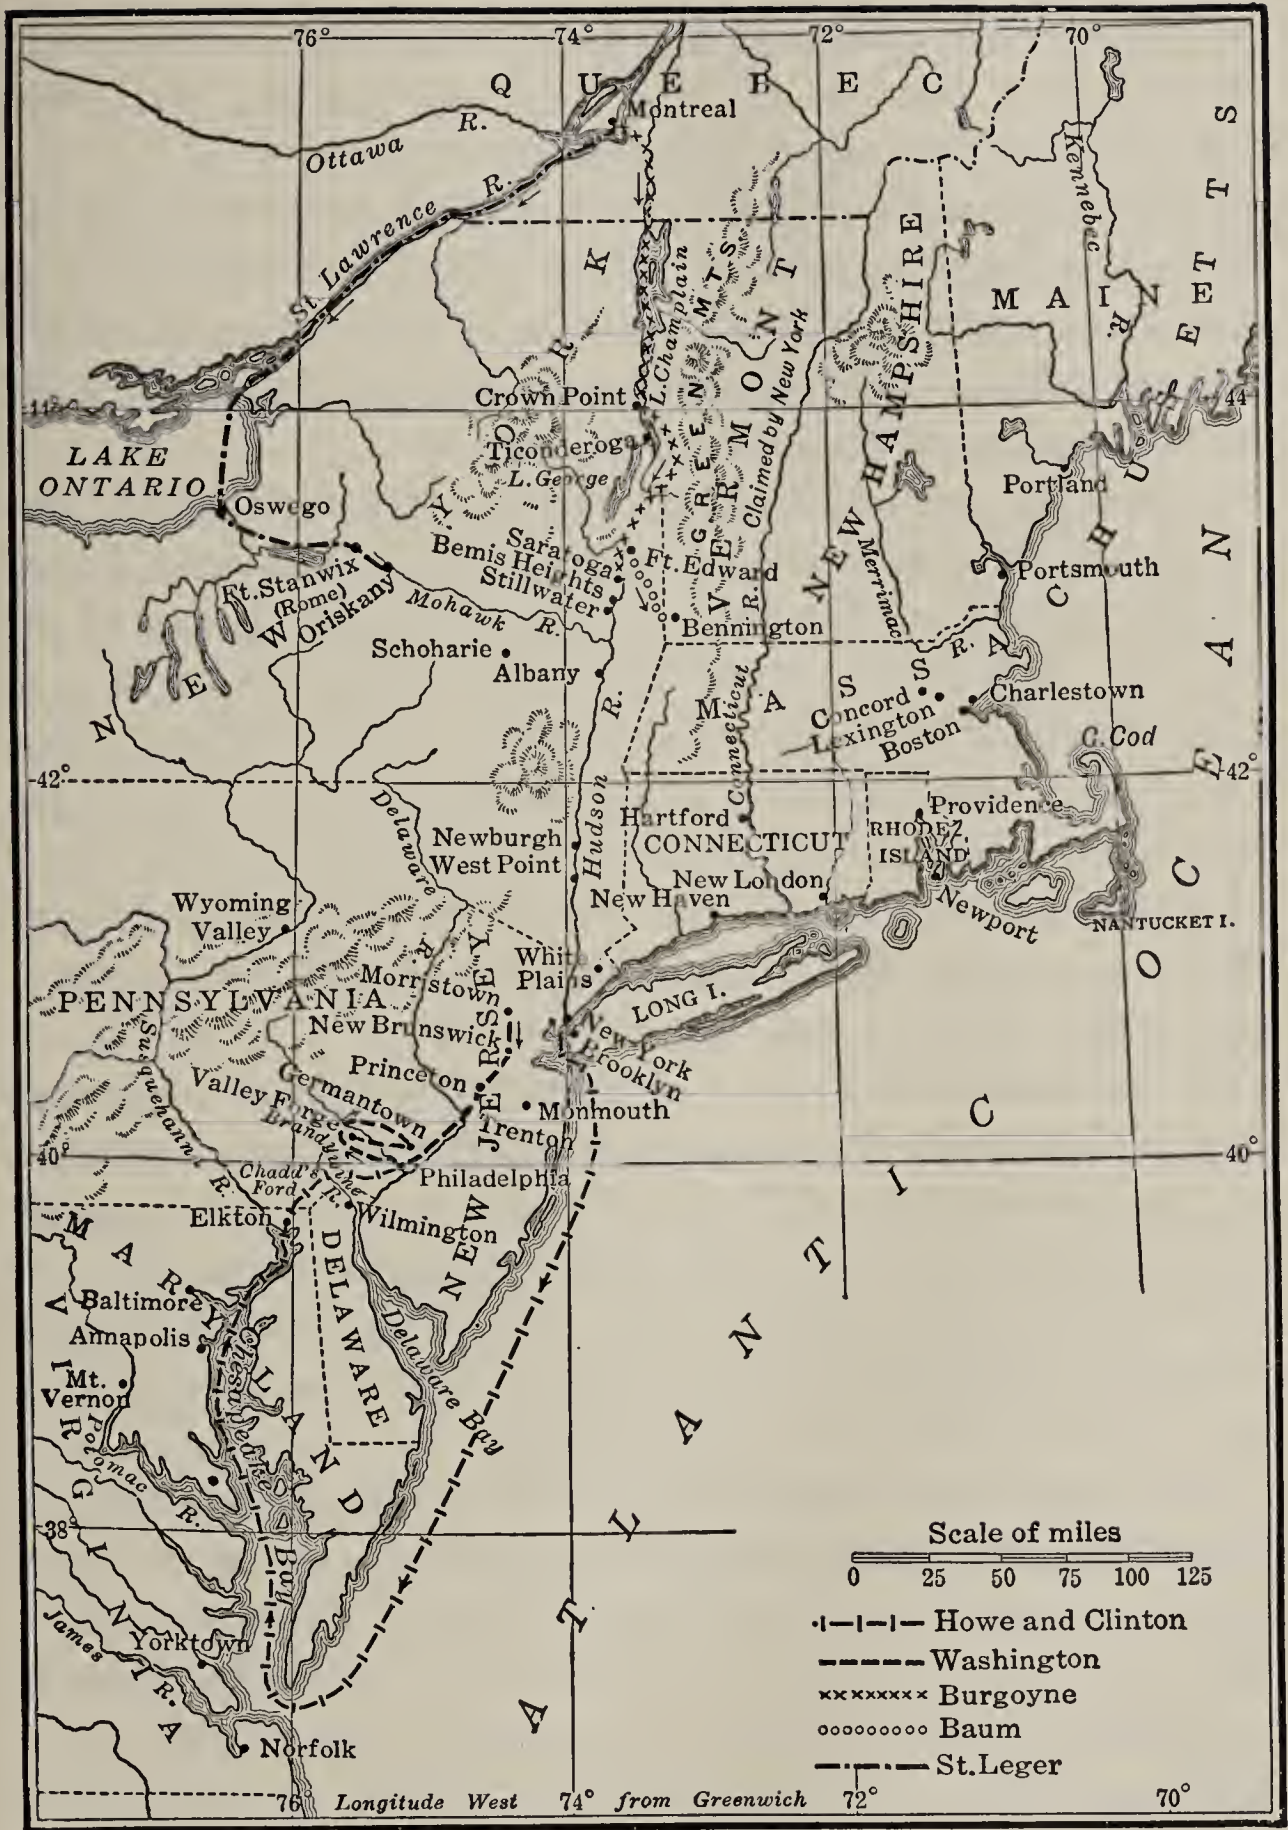 76° 74° 72° 70°
QUEBEC
Montreal
Ottawa R.
St. Lawrence R.
Kennebec R.
MAINE
MASSACHUSETTS
NEW HAMPSHIRE
VERMONT
Claimed by New York
GREEN MTS
L. Champlain
NEW YORK
Crown Point
44
Ticonderoga
L. George
LAKE
ONTARIO
Oswego
Portland
Saratoga
Bemis Heights
Stillwater
Ft. Edward
Ft. Stanwix
(Rome)
Oriskany
Mohawk R.
Merrimac R.
Portsmouth
Bennington
Schoharie
Albany
Concord
Lexington
Boston
Charlestown
C. Cod
Connecticut R.
42° 42°
Delaware R.
Hudson R.
Hartford
CONNECTICUT
Providence
RHODE
ISLAND
Newburgh
West Point
New London
New Haven
Newport
NANTUCKET I.
Wyoming
Valley
White
Plains
LONG I.
PENNSYLVANIA
Morristown
New Brunswick
New York
Brooklyn
Princeton
Susquehann R.
Valley Forge
Germantown
Brandywine R.
Monmouth
Trenton
NEW JERSEY
40° 40°
Chadd's
Ford
Philadelphia
Elkton
Wilmington
MARYLAND
DELAWARE
Baltimore
Annapolis
Delaware Bay
Chesapeake Bay
Mt.
Vernon
Potomac R.
VIRGINIA
38°
ATLANTIC OCEAN
Yorktown
James R.
Norfolk
Scale of miles
0 25 50 75 100 125
Howe and Clinton
Washington
Burgoyne
Baum
St. Leger
76° Longitude West 74° from Greenwich 72° 70°